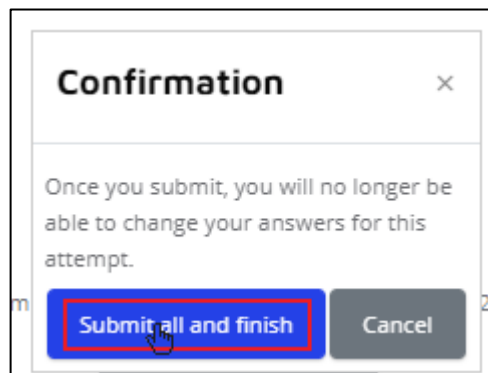 Confirmation ×
Once you submit, you will no longer be
able to change your answers for this
attempt.
m
2
Submit all and finish Cancel